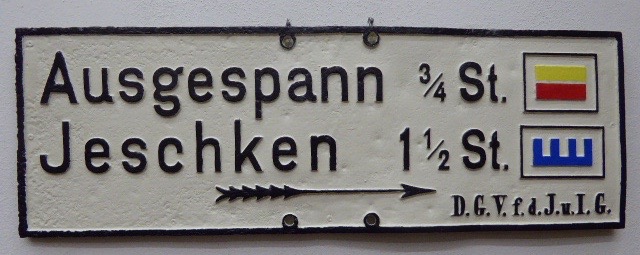 Ausgespann ¾ St.
Jeschken 1½ St.
D.G.V.f.d.J.u.I.G.